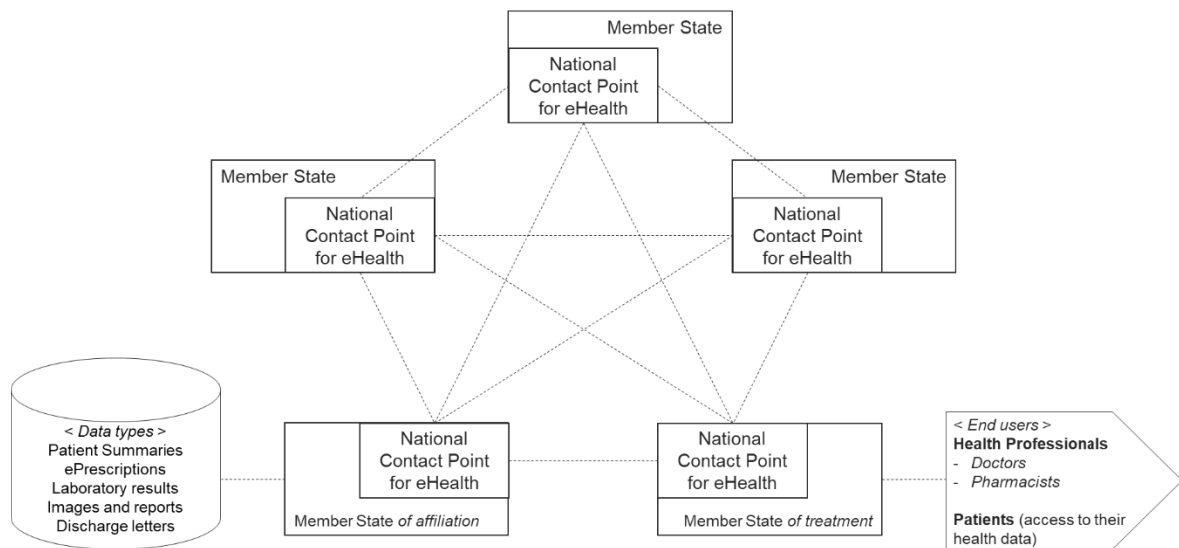 Member State
National
Contact Point
for eHealth
Member State
National
Contact Point
for eHealth
Member State
National
Contact Point
for eHealth
< Data types >
Patient Summaries
ePrescriptions
Laboratory results
Images and reports
Discharge letters
National
Contact Point
for eHealth
Member State of affiliation
National
Contact Point
for eHealth
Member State of treatment
< End users >
Health Professionals
- Doctors
- Pharmacists
Patients (access to their
health data)